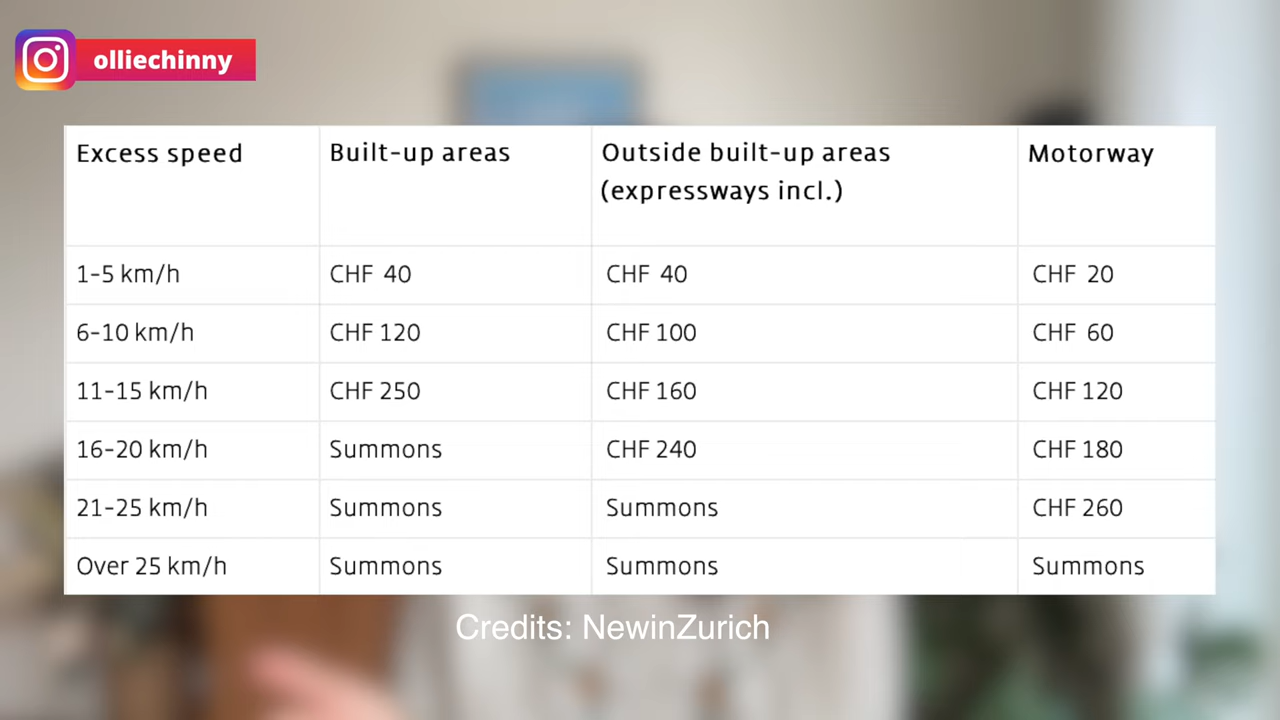 olliechinny
Excess speed Built-up areas Outside built-up areas Motorway
(expressways incl.)
1-5 km/h CHF 40 CHF 40 CHF 20
6-10 km/h CHF 120 CHF 100 CHF 60
11-15 km/h CHF 250 CHF 160 CHF 120
16-20 km/h Summons CHF 240 CHF 180
21-25 km/h Summons Summons CHF 260
Over 25 km/h Summons Summons Summons
Credits: NewinZurich